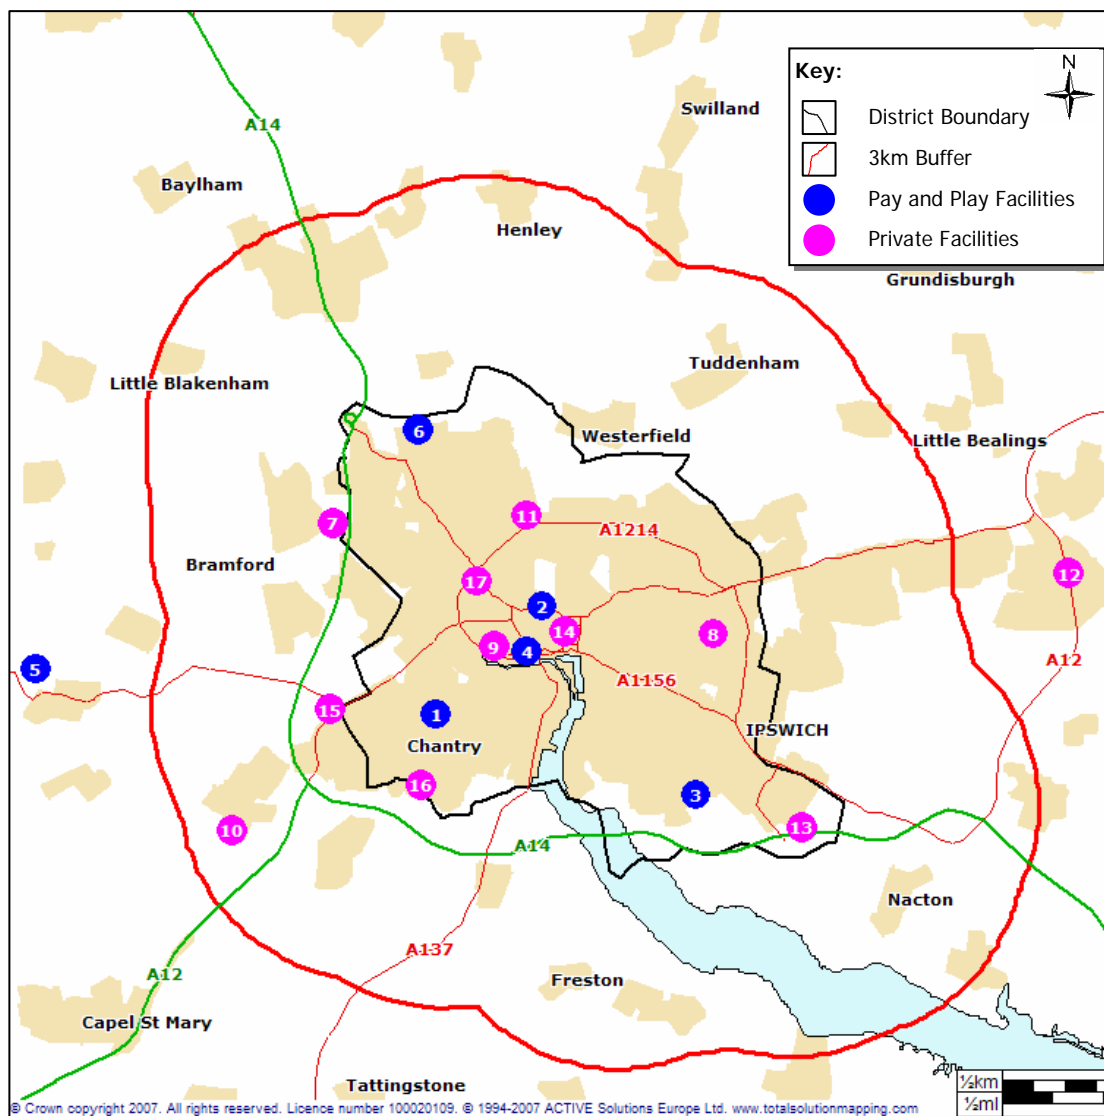 Key:
N
District Boundary
3km Buffer
Pay and Play Facilities
Private Facilities
A14
Swilland
Baylham
Henley
Grundisburgh
Tuddenham
Little Blakenham
6
Westerfield
Little Bealings
11
7
A1214
Bramford
17
12
2
14
8
9
4
A12
5
A1156
15
1
IPSWICH
Chantry
16
3
10
13
A14
Nacton
A137
A12
Freston
Capel St Mary
Tattingstone
½km
½ml
© Crown copyright 2007. All rights reserved. Licence number 100020109. © 1994-2007 ACTIVE Solutions Europe Ltd. www.totalsolutionmapping.com